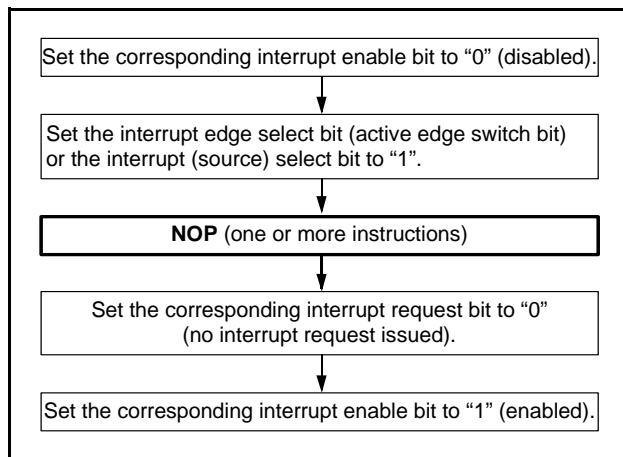 Set the corresponding interrupt enable bit to “0” (disabled).
Set the interrupt edge select bit (active edge switch bit)
or the interrupt (source) select bit to “1”.
NOP (one or more instructions)
Set the corresponding interrupt request bit to “0”
(no interrupt request issued).
Set the corresponding interrupt enable bit to “1” (enabled).